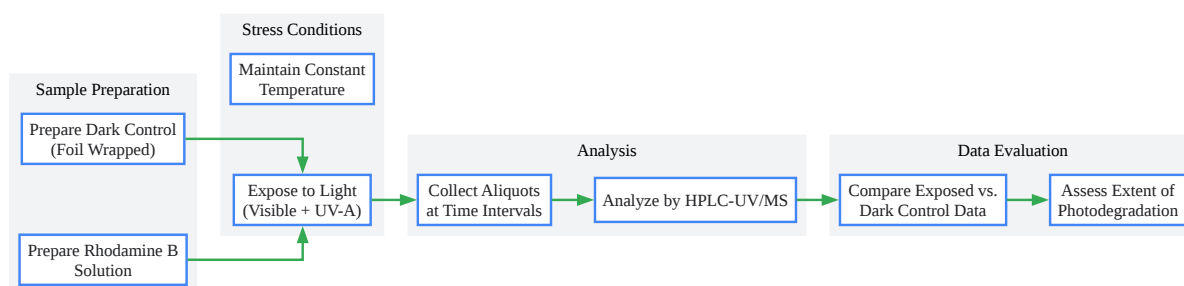 Stress Conditions
Maintain Constant
Temperature
Sample Preparation
Prepare Dark Control
(Foil Wrapped)
Prepare Rhodamine B
Solution
Expose to Light
(Visible + UV-A)
Analysis
Collect Aliquots
at Time Intervals
Analyze by HPLC-UV/MS
Data Evaluation
Compare Exposed vs.
Dark Control Data
Assess Extent of
Photodegradation